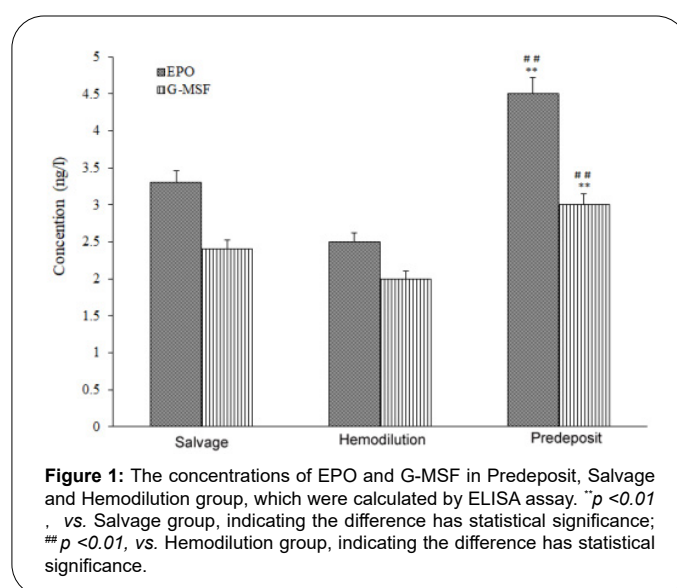 5
4.5
4
3.5
3
2.5
2
1.5
1
0.5
0
Concention (ng/l)
EPO
G-MSF
##
**
##
**
Salvage
Hemodilution
Predeposit
Figure 1: The concentrations of EPO and G-MSF in Predeposit, Salvage
and Hemodilution group, which were calculated by ELISA assay. **p <0.01
, vs. Salvage group, indicating the difference has statistical significance;
## p <0.01, vs. Hemodilution group, indicating the difference has statistical
significance.